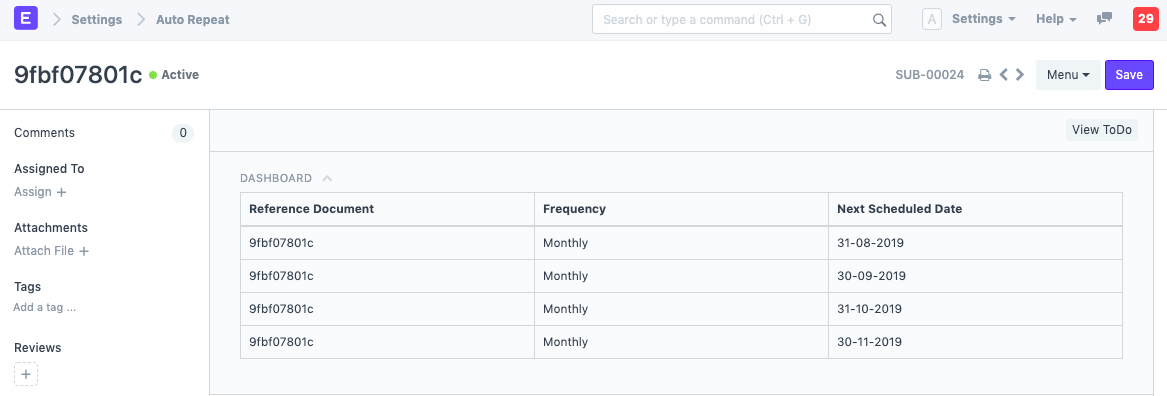 E Settings Auto Repeat Search or type a command (Ctrl + G) A Settings Help 29
9fbf07801c Active SUB-00024 Menu Save
Comments 0
View ToDo
Assigned To
Assign +
Attachments
Attach File +
Tags
Add a tag ...
Reviews
+
DASHBOARD
Reference Document Frequency Next Scheduled Date
9fbf07801c Monthly 31-08-2019
9fbf07801c Monthly 30-09-2019
9fbf07801c Monthly 31-10-2019
9fbf07801c Monthly 30-11-2019